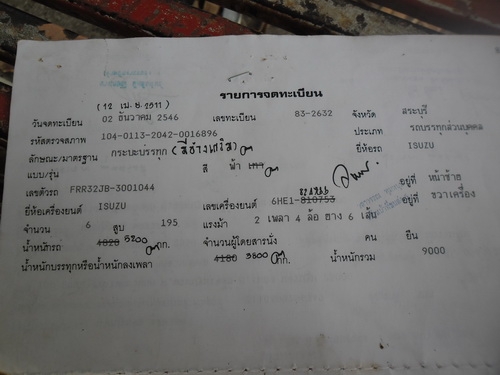 รายการจดทะเบียน
(12 เม.ย. 2011)
วันจดทะเบียน 02 ธันวาคม 2546 เลขทะเบียน 83-2632 จังหวัด สระบุรี
รหัสตรวจสภาพ 104-0113-2042-0016896 ประเภท รถบรรทุกส่วนบุคคล
ลักษณะ/มาตรฐาน กระบะบรรทุก สี ฟ้า เทา ยี่ห้อรถ ISUZU
แบบ/รุ่น
เลขตัวรถ FRR32JB-3001044 อยู่ที่ หน้าซ้าย
ยี่ห้อเครื่องยนต์ ISUZU เลขเครื่องยนต์ 6HE1-810753 อยู่ที่ ขวาเครื่อง
จำนวน 6 สูบ 195 แรงม้า 2 เพลา 4 ล้อ ยาง 6 เส้น
น้ำหนักรถ 4820 5200 กก. จำนวนผู้โดยสารนั่ง คน ยืน
น้ำหนักบรรทุกหรือน้ำหนักลงเพลา 4180 3800 กก. น้ำหนักรวม 9000